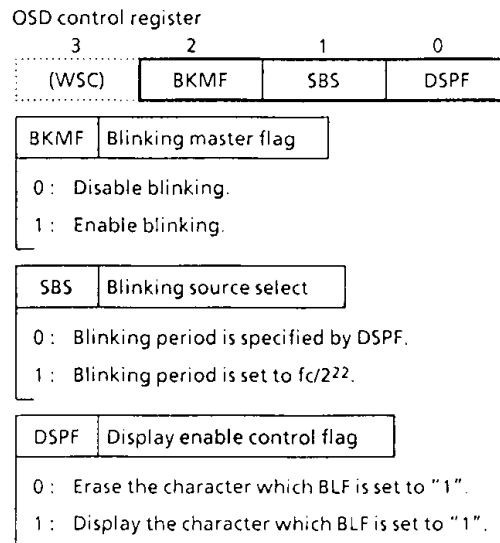 OSD control register
3 2 1 0
(WSC) BKMF SBS DSPF
BKMF Blinking master flag
0 : Disable blinking.
1 : Enable blinking.
SBS Blinking source select
0 : Blinking period is specified by DSPF.
1 : Blinking period is set to fc/2²².
DSPF Display enable control flag
0 : Erase the character which BLF is set to "1".
1 : Display the character which BLF is set to "1".